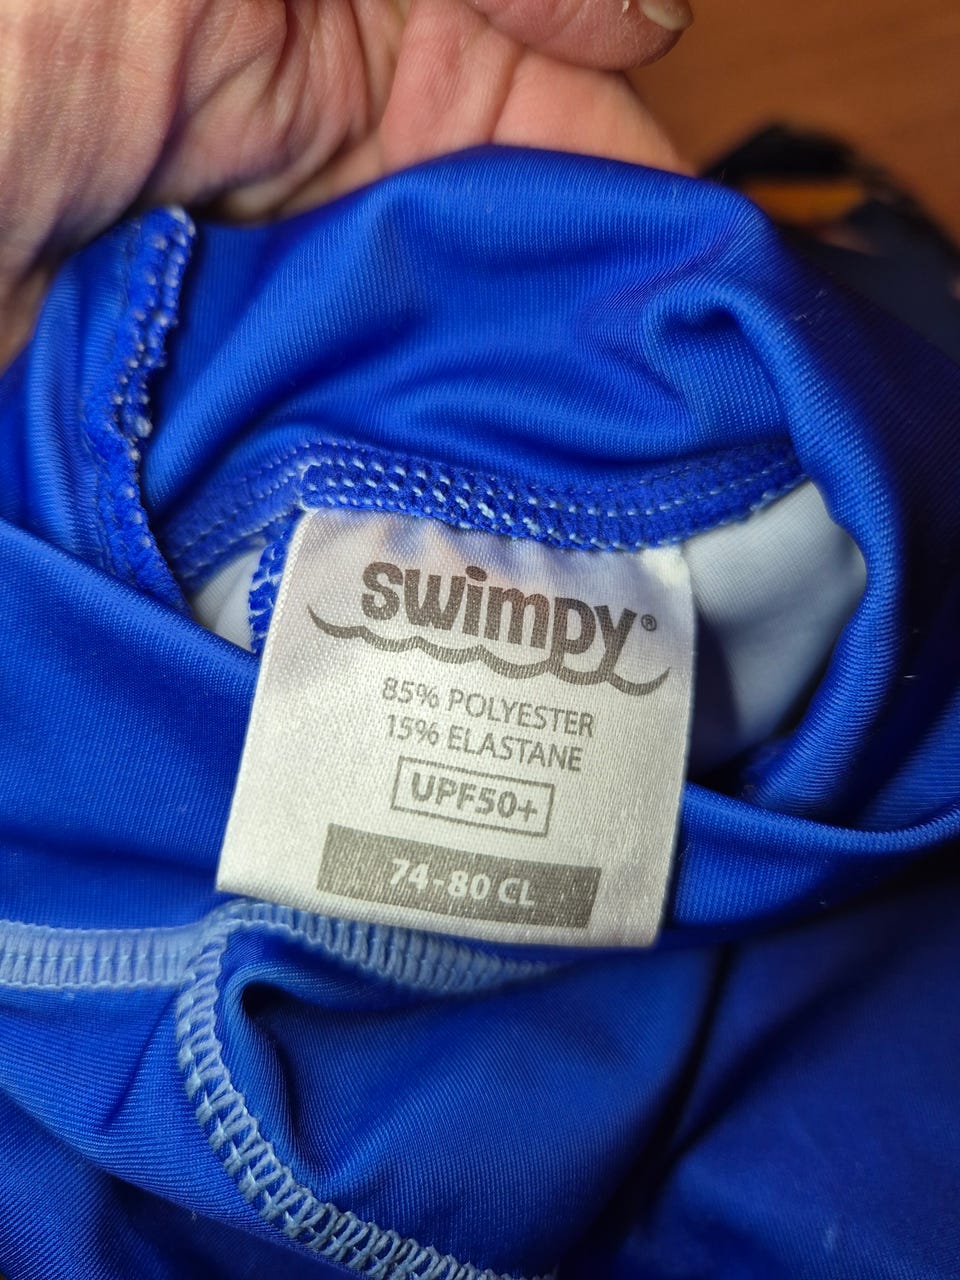 swimpy®
85% POLYESTER
15% ELASTANE
UPF50+
74-80 CL